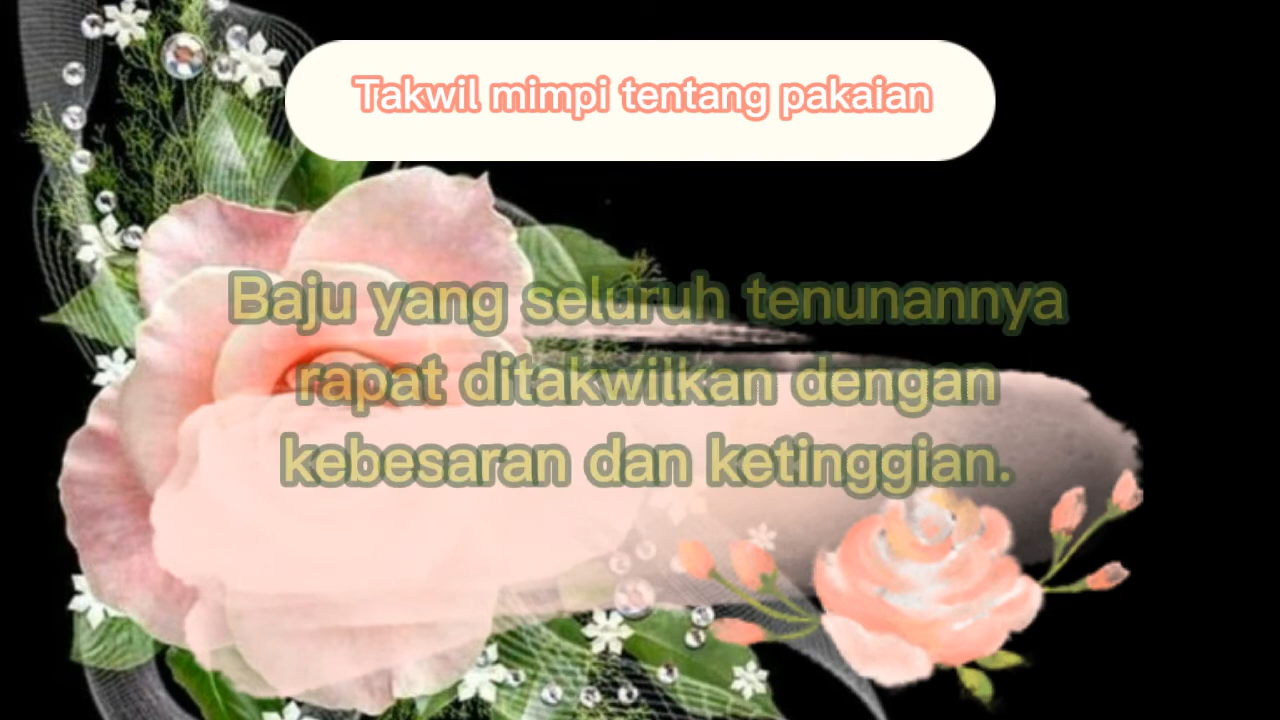 Takwil mimpi tentang pakaian
Baju yang seluruh tenunannya
rapat ditakwilkan dengan
kebesaran dan ketinggian.